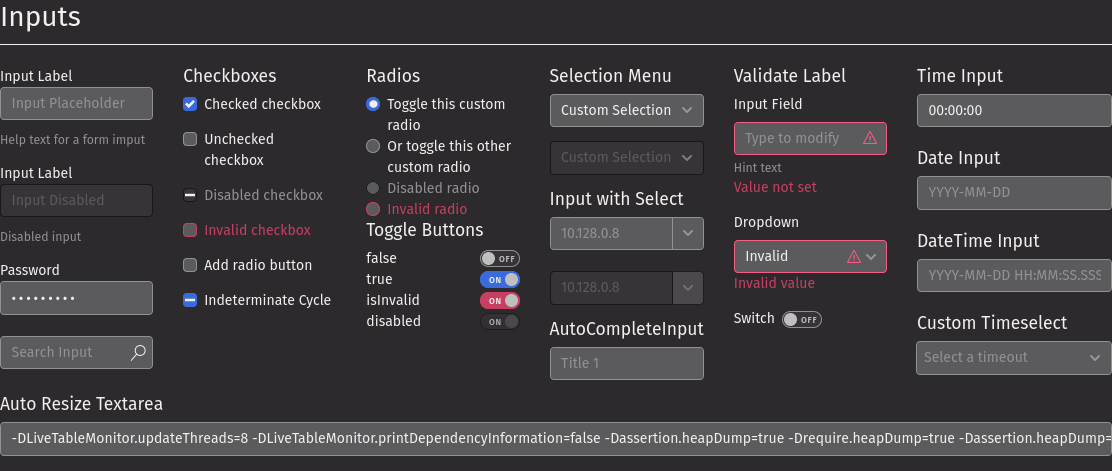 Inputs
Input Label
Input Placeholder
Help text for a form imput
Input Label
Input Disabled
Disabled input
Password
•••••••••
Search Input
Checkboxes
Checked checkbox
Unchecked
checkbox
Disabled checkbox
Invalid checkbox
Add radio button
Indeterminate Cycle
Radios
Toggle this custom
radio
Or toggle this other
custom radio
Disabled radio
Invalid radio
Toggle Buttons
false OFF
true ON
isInvalid ON
disabled ON
Selection Menu
Custom Selection
Custom Selection
Input with Select
10.128.0.8
10.128.0.8
AutoCompleteInput
Title 1
Validate Label
Input Field
Type to modify
Hint text
Value not set
Dropdown
Invalid
Invalid value
Switch OFF
Time Input
00:00:00
Date Input
YYYY-MM-DD
DateTime Input
YYYY-MM-DD HH:MM:SS.SSS
Custom Timeselect
Select a timeout
Auto Resize Textarea
-DLiveTableMonitor.updateThreads=8 -DLiveTableMonitor.printDependencyInformation=false -Dassertion.heapDump=true -Drequire.heapDump=true -Dassertion.heapDump=